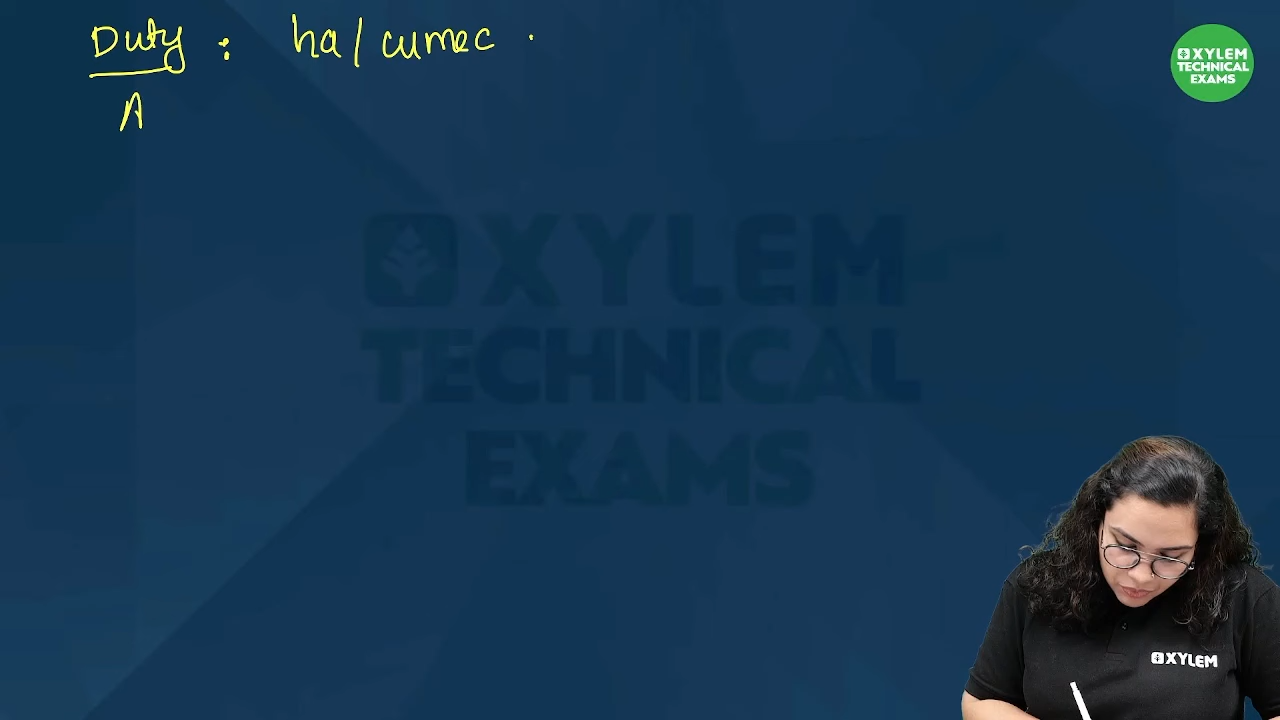 Duty : ha/cumec .
A
XYLEM
TECHNICAL
EXAMS
XYLEM
TECHNICAL
EXAMS
XYLEM